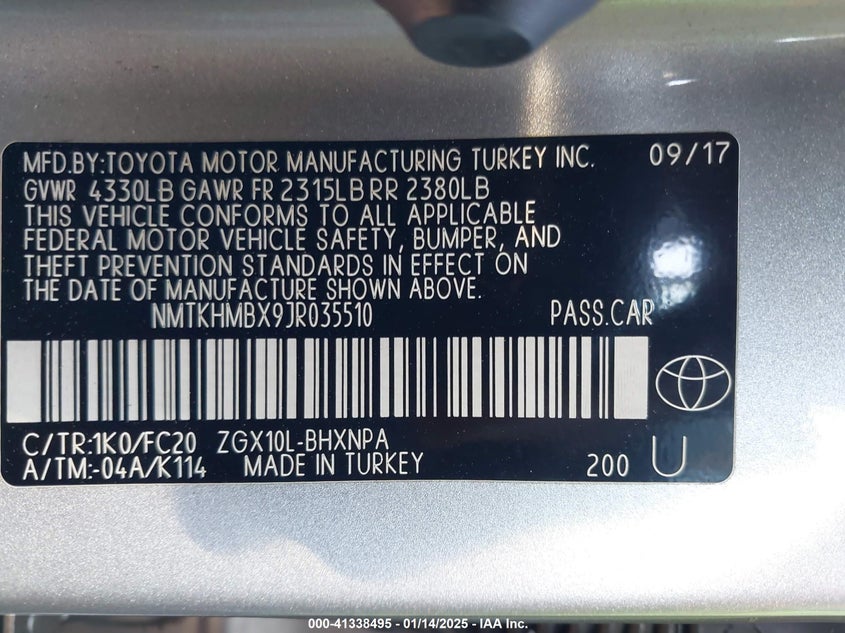 MFD.BY:TOYOTA MOTOR MANUFACTURING TURKEY INC. 09/17
GVWR 4330LB GAWR FR 2315LB RR 2380LB
THIS VEHICLE CONFORMS TO ALL APPLICABLE
FEDERAL MOTOR VEHICLE SAFETY, BUMPER, AND
THEFT PREVENTION STANDARDS IN EFFECT ON
THE DATE OF MANUFACTURE SHOWN ABOVE.
NMTKHMBX9JR035510 PASS.CAR
C/TR:1K0/FC20 ZGX10L-BHXNPA
A/TM:-04A/K114 MADE IN TURKEY 200 U
000-41338495 - 01/14/2025 - IAA Inc.